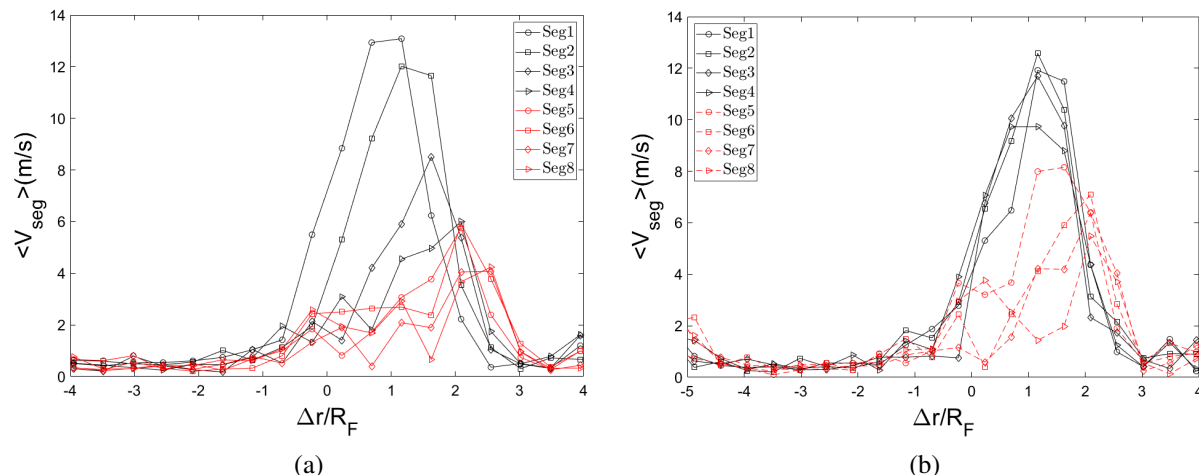 14
12
10
8
6
4
2
0
<V_seg>(m/s)
-4
-3
-2
-1
0
1
2
3
4
Δr/R_F
Seg1
Seg2
Seg3
Seg4
Seg5
Seg6
Seg7
Seg8
(a)
14
12
10
8
6
4
2
0
<V_seg>(m/s)
-5
-4
-3
-2
-1
0
1
2
3
4
Δr/R_F
Seg1
Seg2
Seg3
Seg4
Seg5
Seg6
Seg7
Seg8
(b)